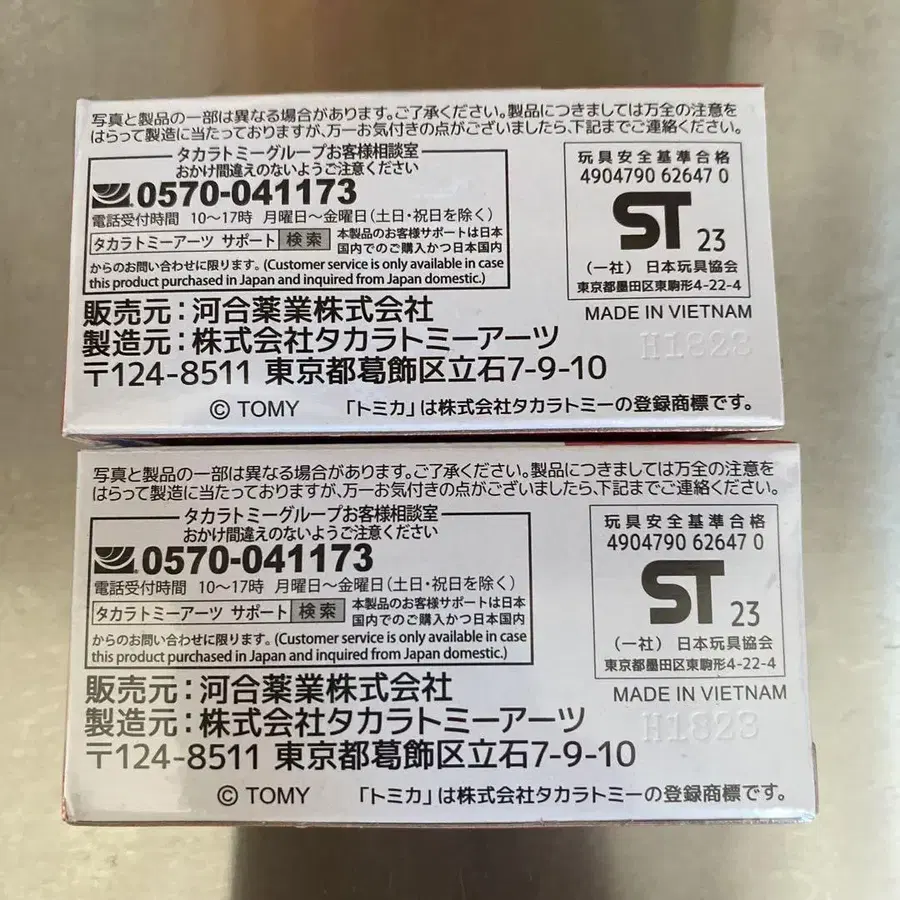 写真と製品の一部は異なる場合があります。ご了承ください。製品につきましては万全の注意を
はらって製造に当たっておりますが、万一お気付きの点がございましたら、下記までご連絡ください。
タカラトミーグループお客様相談室
おかけ間違えのないようご注意ください
0570-041173
電話受付時間 10〜17時 月曜日〜金曜日(土日・祝日を除く)
タカラトミーアーツ サポート 検索 本製品のお客様サポートは日本
国内でのご購入かつ日本国内
からのお問い合わせに限ります。(Customer service is only available in case
this product purchased in Japan and inquired from Japan domestic.)
玩具安全基準合格
4904790 62647 0
ST 23
(一社) 日本玩具協会
東京都墨田区東駒形4-22-4
MADE IN VIETNAM
H1823
販売元:河合薬業株式会社
製造元:株式会社タカラトミーアーツ
〒124-8511 東京都葛飾区立石7-9-10
© TOMY 「トミカ」は株式会社タカラトミーの登録商標です。
写真と製品の一部は異なる場合があります。ご了承ください。製品につきましては万全の注意を
はらって製造に当たっておりますが、万一お気付きの点がございましたら、下記までご連絡ください。
タカラトミーグループお客様相談室
おかけ間違えのないようご注意ください
0570-041173
電話受付時間 10〜17時 月曜日〜金曜日(土日・祝日を除く)
タカラトミーアーツ サポート 検索 本製品のお客様サポートは日本
国内でのご購入かつ日本国内
からのお問い合わせに限ります。(Customer service is only available in case
this product purchased in Japan and inquired from Japan domestic.)
玩具安全基準合格
4904790 62647 0
ST 23
(一社) 日本玩具協会
東京都墨田区東駒形4-22-4
MADE IN VIETNAM
H1823
販売元:河合薬業株式会社
製造元:株式会社タカラトミーアーツ
〒124-8511 東京都葛飾区立石7-9-10
© TOMY 「トミカ」は株式会社タカラトミーの登録商標です。